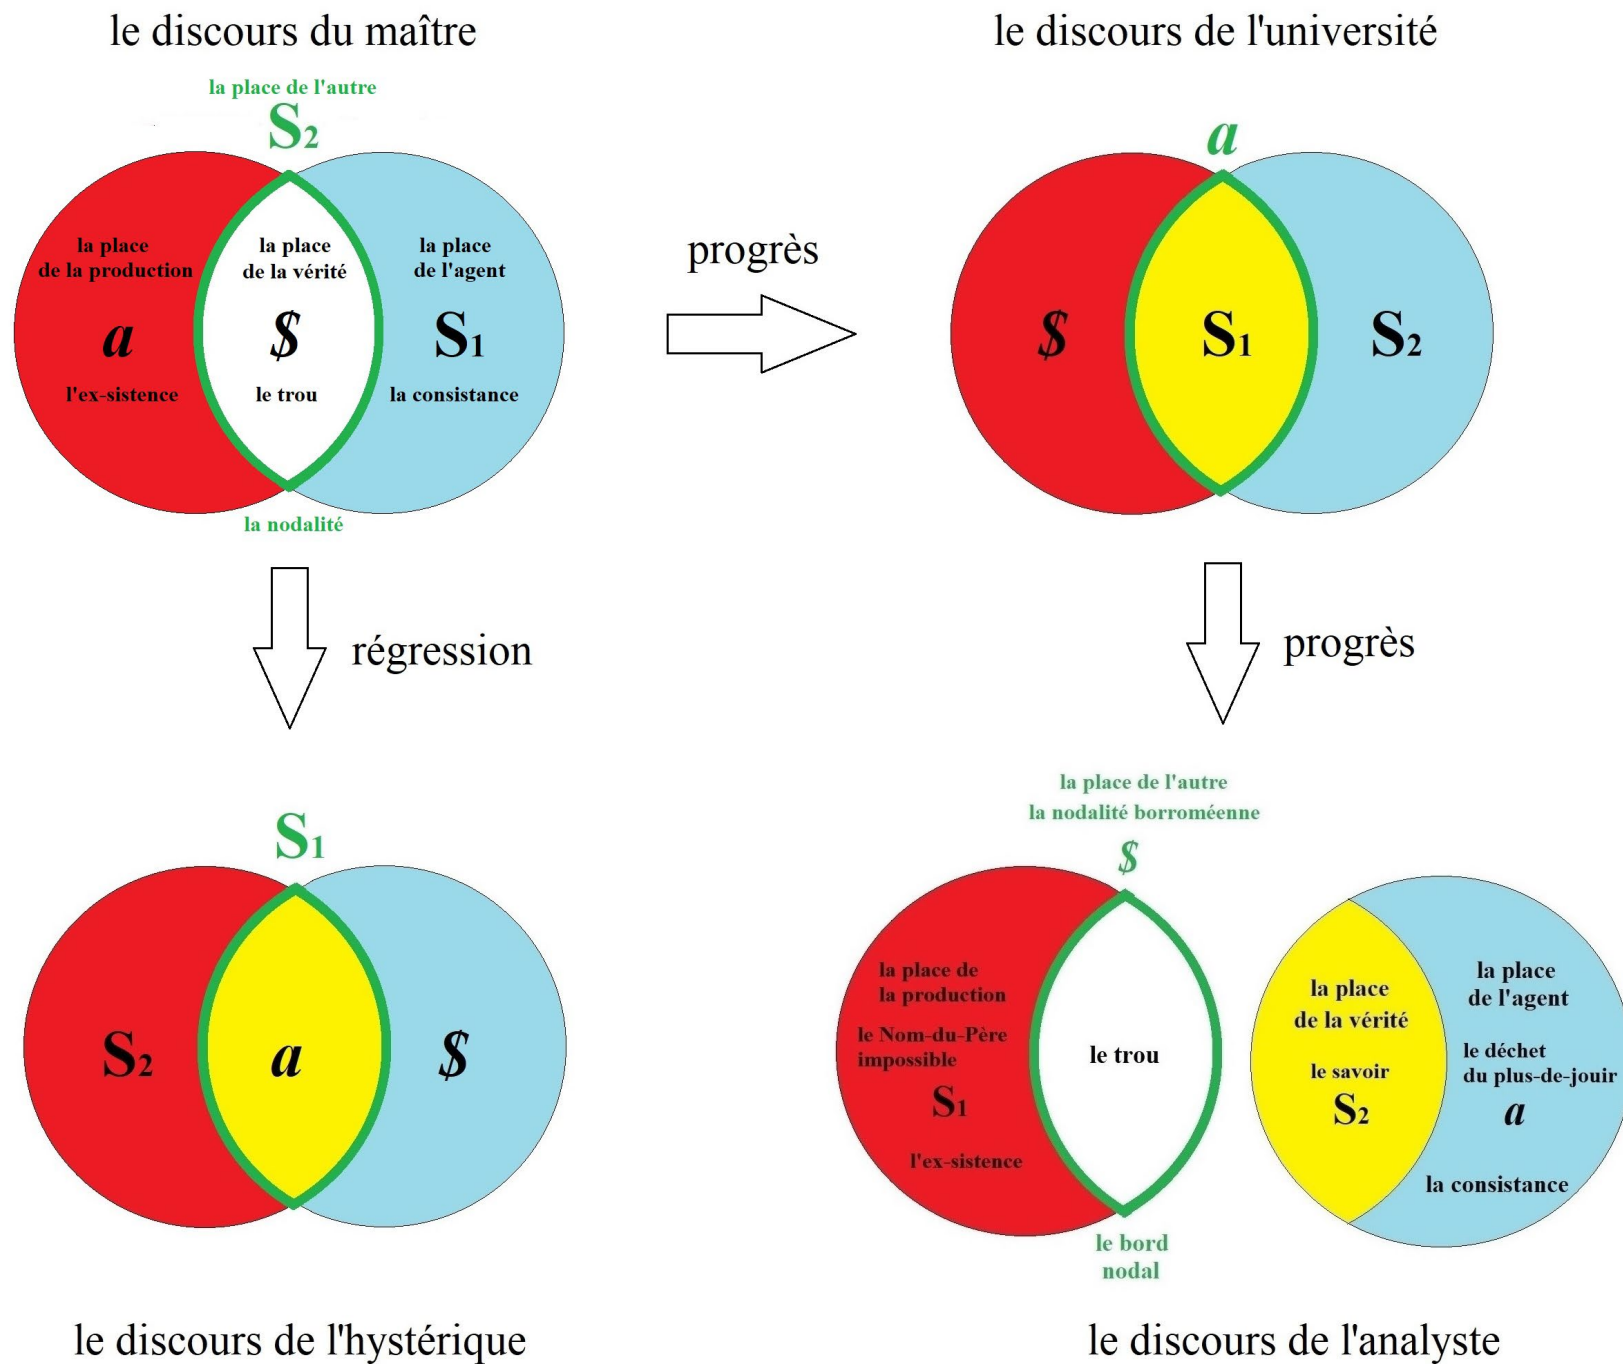 le discours du maître
la place de l'autre
S2
la place
de la production
a
l'ex-sistence
la place
de la vérité
$
le trou
la place
de l'agent
S1
la consistance
la nodalité
progrès
le discours de l'université
a
$
S1
S2
régression
progrès
S1
S2
a
$
le discours de l'hystérique
la place de l'autre
la nodalité borroméenne
$
la place de
la production
le Nom-du-Père
impossible
S1
l'ex-sistence
le trou
le bord
nodal
la place
de la vérité
le savoir
S2
la place
de l'agent
le déchet
du plus-de-jouir
a
la consistance
le discours de l'analyste